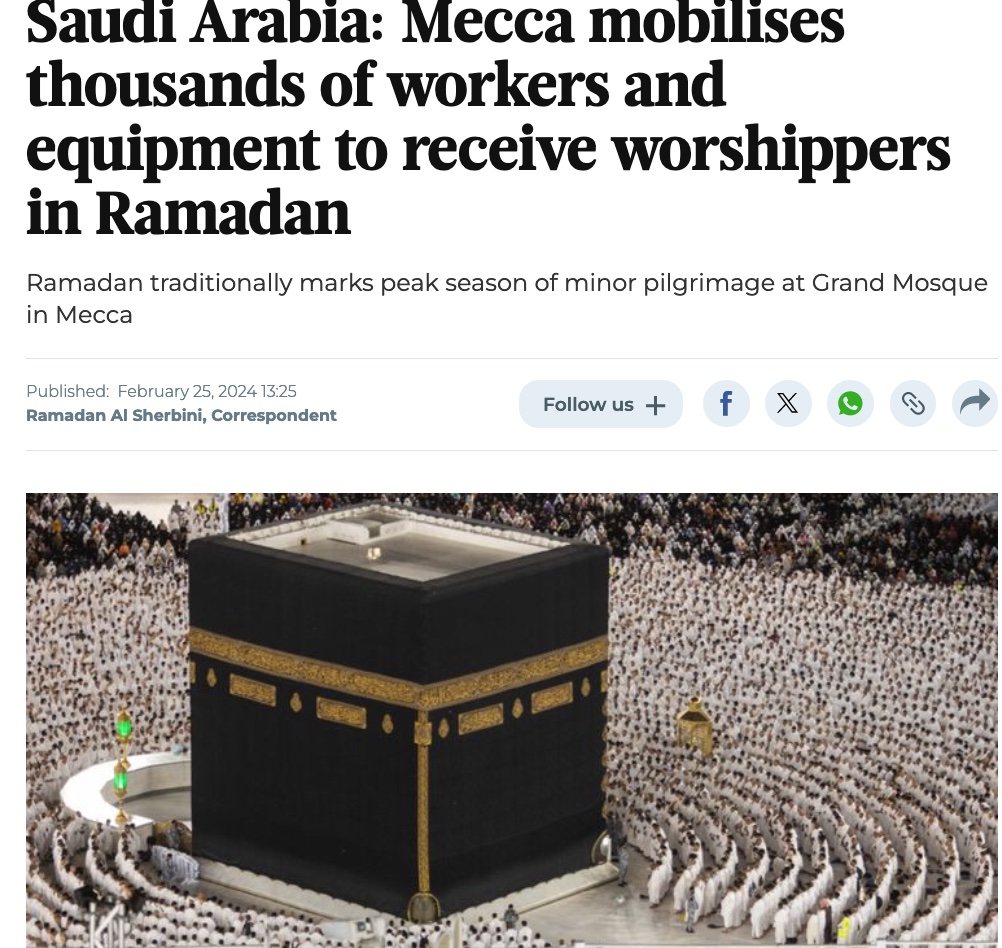 Saudi Arabia: Mecca mobilises
thousands of workers and
equipment to receive worshippers
in Ramadan
Ramadan traditionally marks peak season of minor pilgrimage at Grand Mosque
in Mecca
Published: February 25, 2024 13:25
Ramadan Al Sherbini, Correspondent
Follow us +